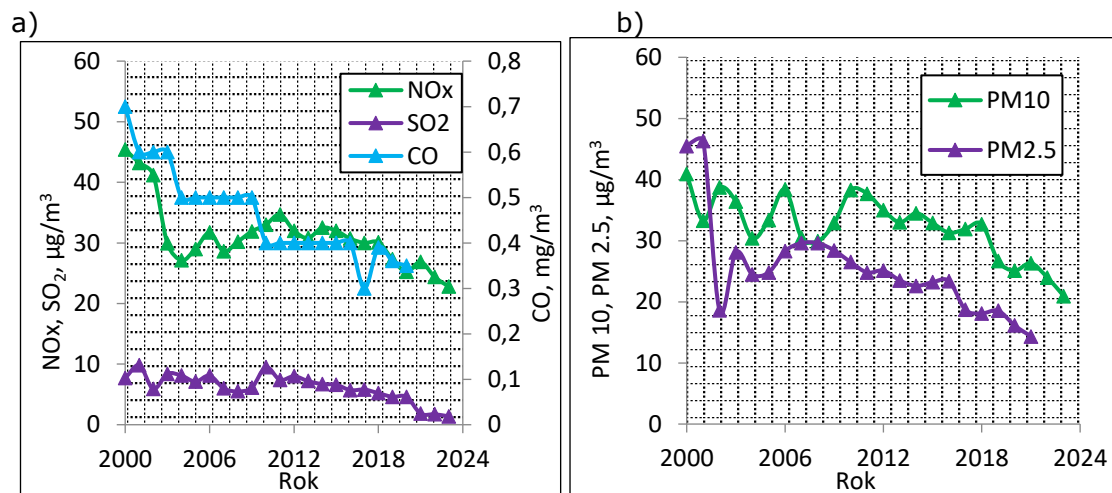 a)
60
50
40
30
20
10
0
NOx, SO2, µg/m³
0,8
0,7
0,6
0,5
0,4
0,3
0,2
0,1
0
CO, mg/m³
NOx
SO2
CO
2000 2006 2012 2018 2024
Rok
b)
60
50
40
30
20
10
0
PM 10, PM 2.5, µg/m³
PM10
PM2.5
2000 2006 2012 2018 2024
Rok